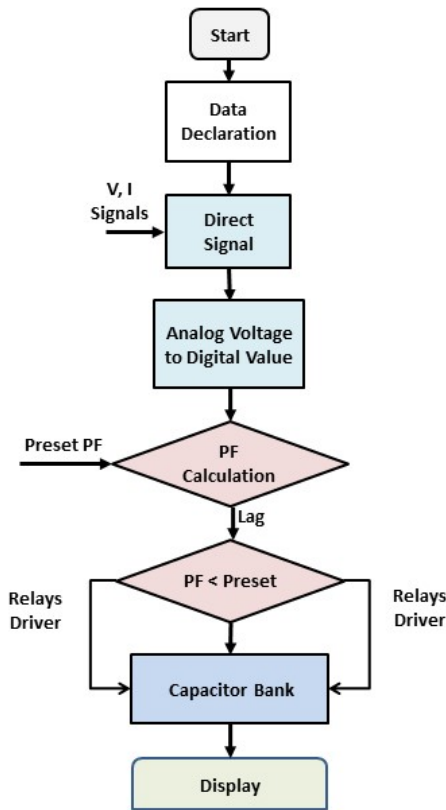 Start
Data
Declaration
V, I
Signals
Direct
Signal
Analog Voltage
to Digital Value
Preset PF
PF
Calculation
Lag
PF < Preset
Relays
Driver
Relays
Driver
Capacitor Bank
Display